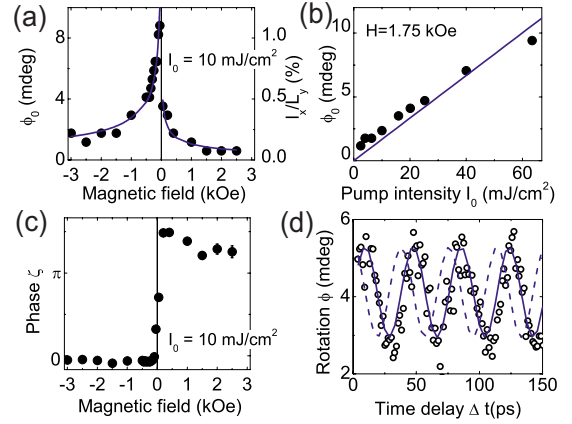 (a)
I₀ = 10 mJ/cm²
ϕ₀ (mdeg)
8
4
0
lₓ/L_y (%)
1.0
0.5
0.0
-3 -2 -1 0 1 2 3
Magnetic field (kOe)
(b)
H=1.75 kOe
ϕ₀ (mdeg)
10
5
0
0 20 40 60
Pump intensity I₀ (mJ/cm²)
(c)
I₀ = 10 mJ/cm²
Phase ζ
π
0
-3 -2 -1 0 1 2 3
Magnetic field (kOe)
(d)
Rotation ϕ (mdeg)
6
4
2
0 50 100 150
Time delay Δ t(ps)